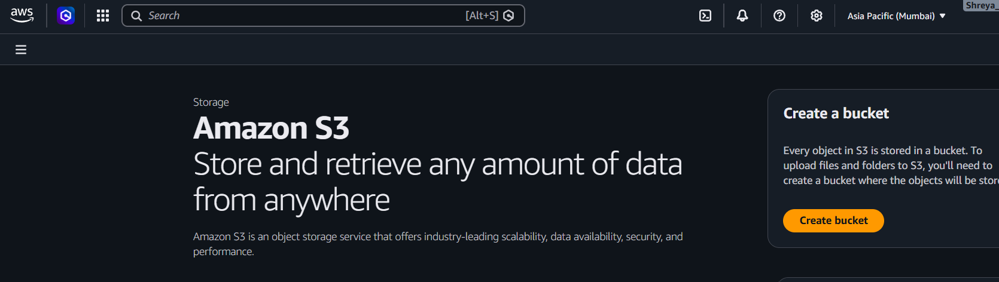 aws
Search
[Alt+S]
Asia Pacific (Mumbai)
Shreya_
Storage
Amazon S3
Store and retrieve any amount of data
from anywhere
Amazon S3 is an object storage service that offers industry-leading scalability, data availability, security, and
performance.
Create a bucket
Every object in S3 is stored in a bucket. To
upload files and folders to S3, you'll need to
create a bucket where the objects will be stor
Create bucket